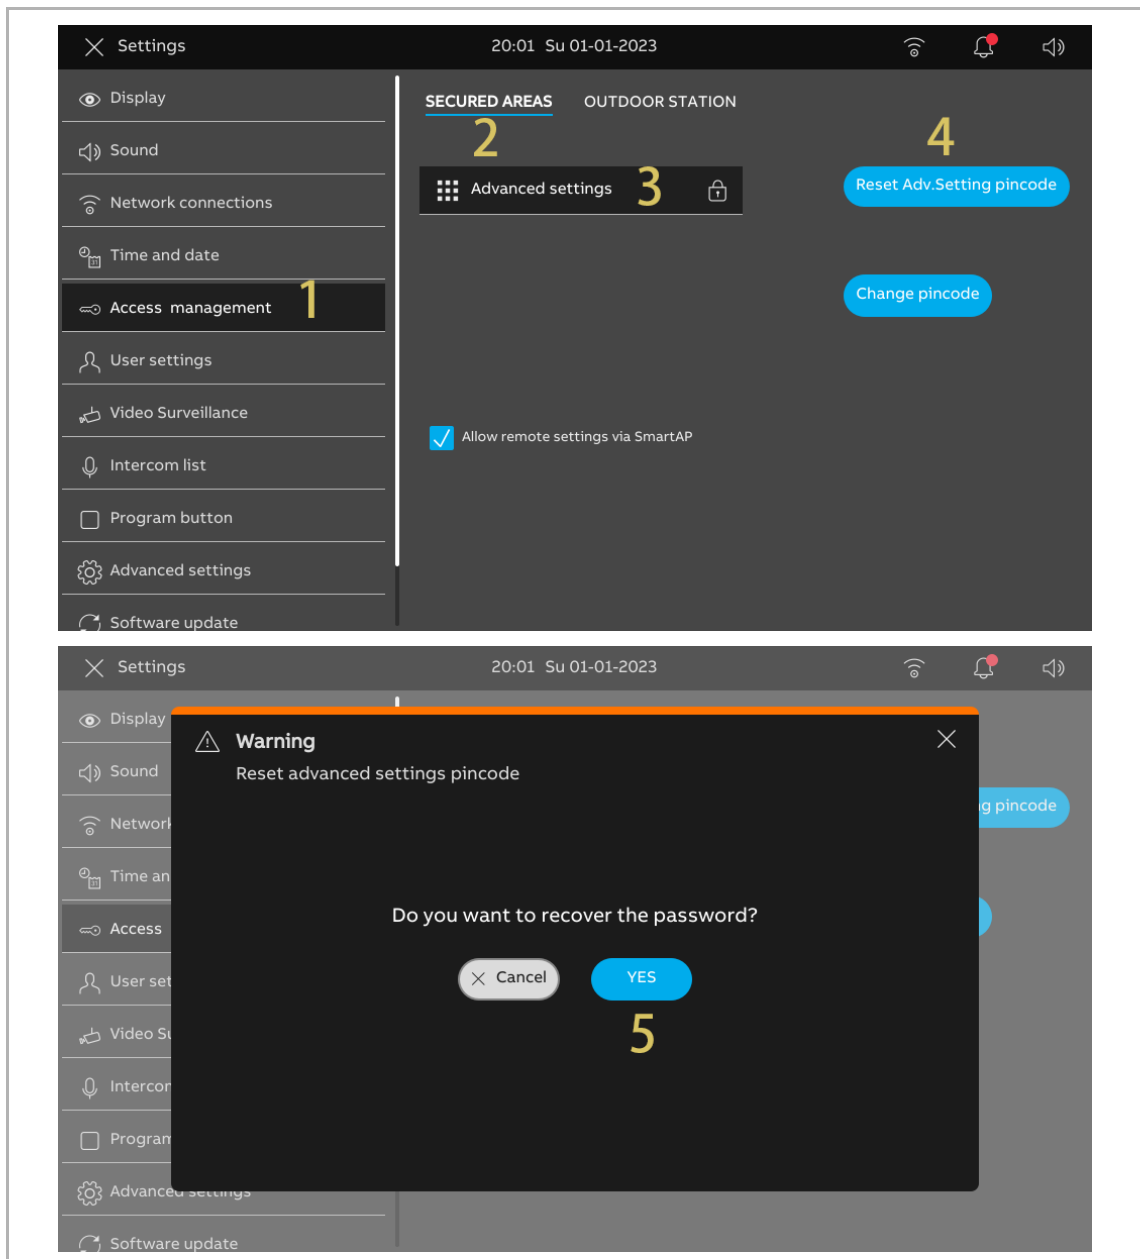 Settings 20:01 Su 01-01-2023
Display
SECURED AREAS OUTDOOR STATION
2 4
Sound
Advanced settings 3 Reset Adv.Setting pincode
Network connections
Time and date
Access management 1 Change pincode
User settings
Video Surveillance
Allow remote settings via SmartAP
Intercom list
Program button
Advanced settings
Software update
Settings 20:01 Su 01-01-2023
Display
Warning
Sound Reset advanced settings pincode
Network g pincode
Time an
Access Do you want to recover the password?
User set Cancel YES
5
Video Su
Intercom
Program
Advanced settings
Software update